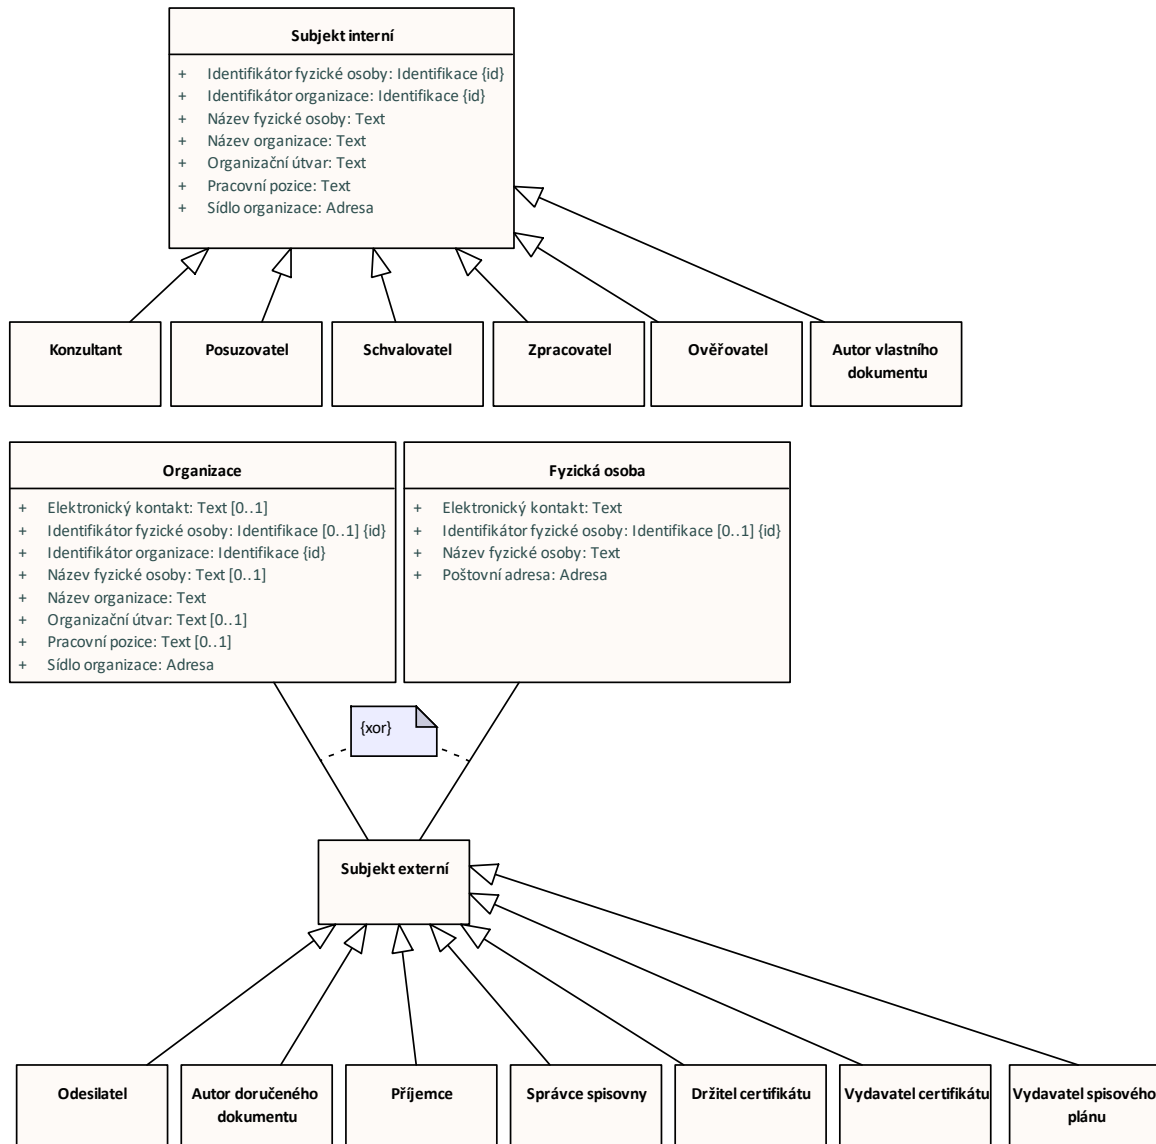 Subjekt interní
+ Identifikátor fyzické osoby: Identifikace {id}
+ Identifikátor organizace: Identifikace {id}
+ Název fyzické osoby: Text
+ Název organizace: Text
+ Organizační útvar: Text
+ Pracovní pozice: Text
+ Sídlo organizace: Adresa
Konzultant
Posuzovatel
Schvalovatel
Zpracovatel
Ověřovatel
Autor vlastního
dokumentu
Organizace
+ Elektronický kontakt: Text [0..1]
+ Identifikátor fyzické osoby: Identifikace [0..1] {id}
+ Identifikátor organizace: Identifikace {id}
+ Název fyzické osoby: Text [0..1]
+ Název organizace: Text
+ Organizační útvar: Text [0..1]
+ Pracovní pozice: Text [0..1]
+ Sídlo organizace: Adresa
Fyzická osoba
+ Elektronický kontakt: Text
+ Identifikátor fyzické osoby: Identifikace [0..1] {id}
+ Název fyzické osoby: Text
+ Poštovní adresa: Adresa
{xor}
Subjekt externí
Odesilatel
Autor doručeného
dokumentu
Příjemce
Správce spisovny
Držitel certifikátu
Vydavatel certifikátu
Vydavatel spisového
plánu